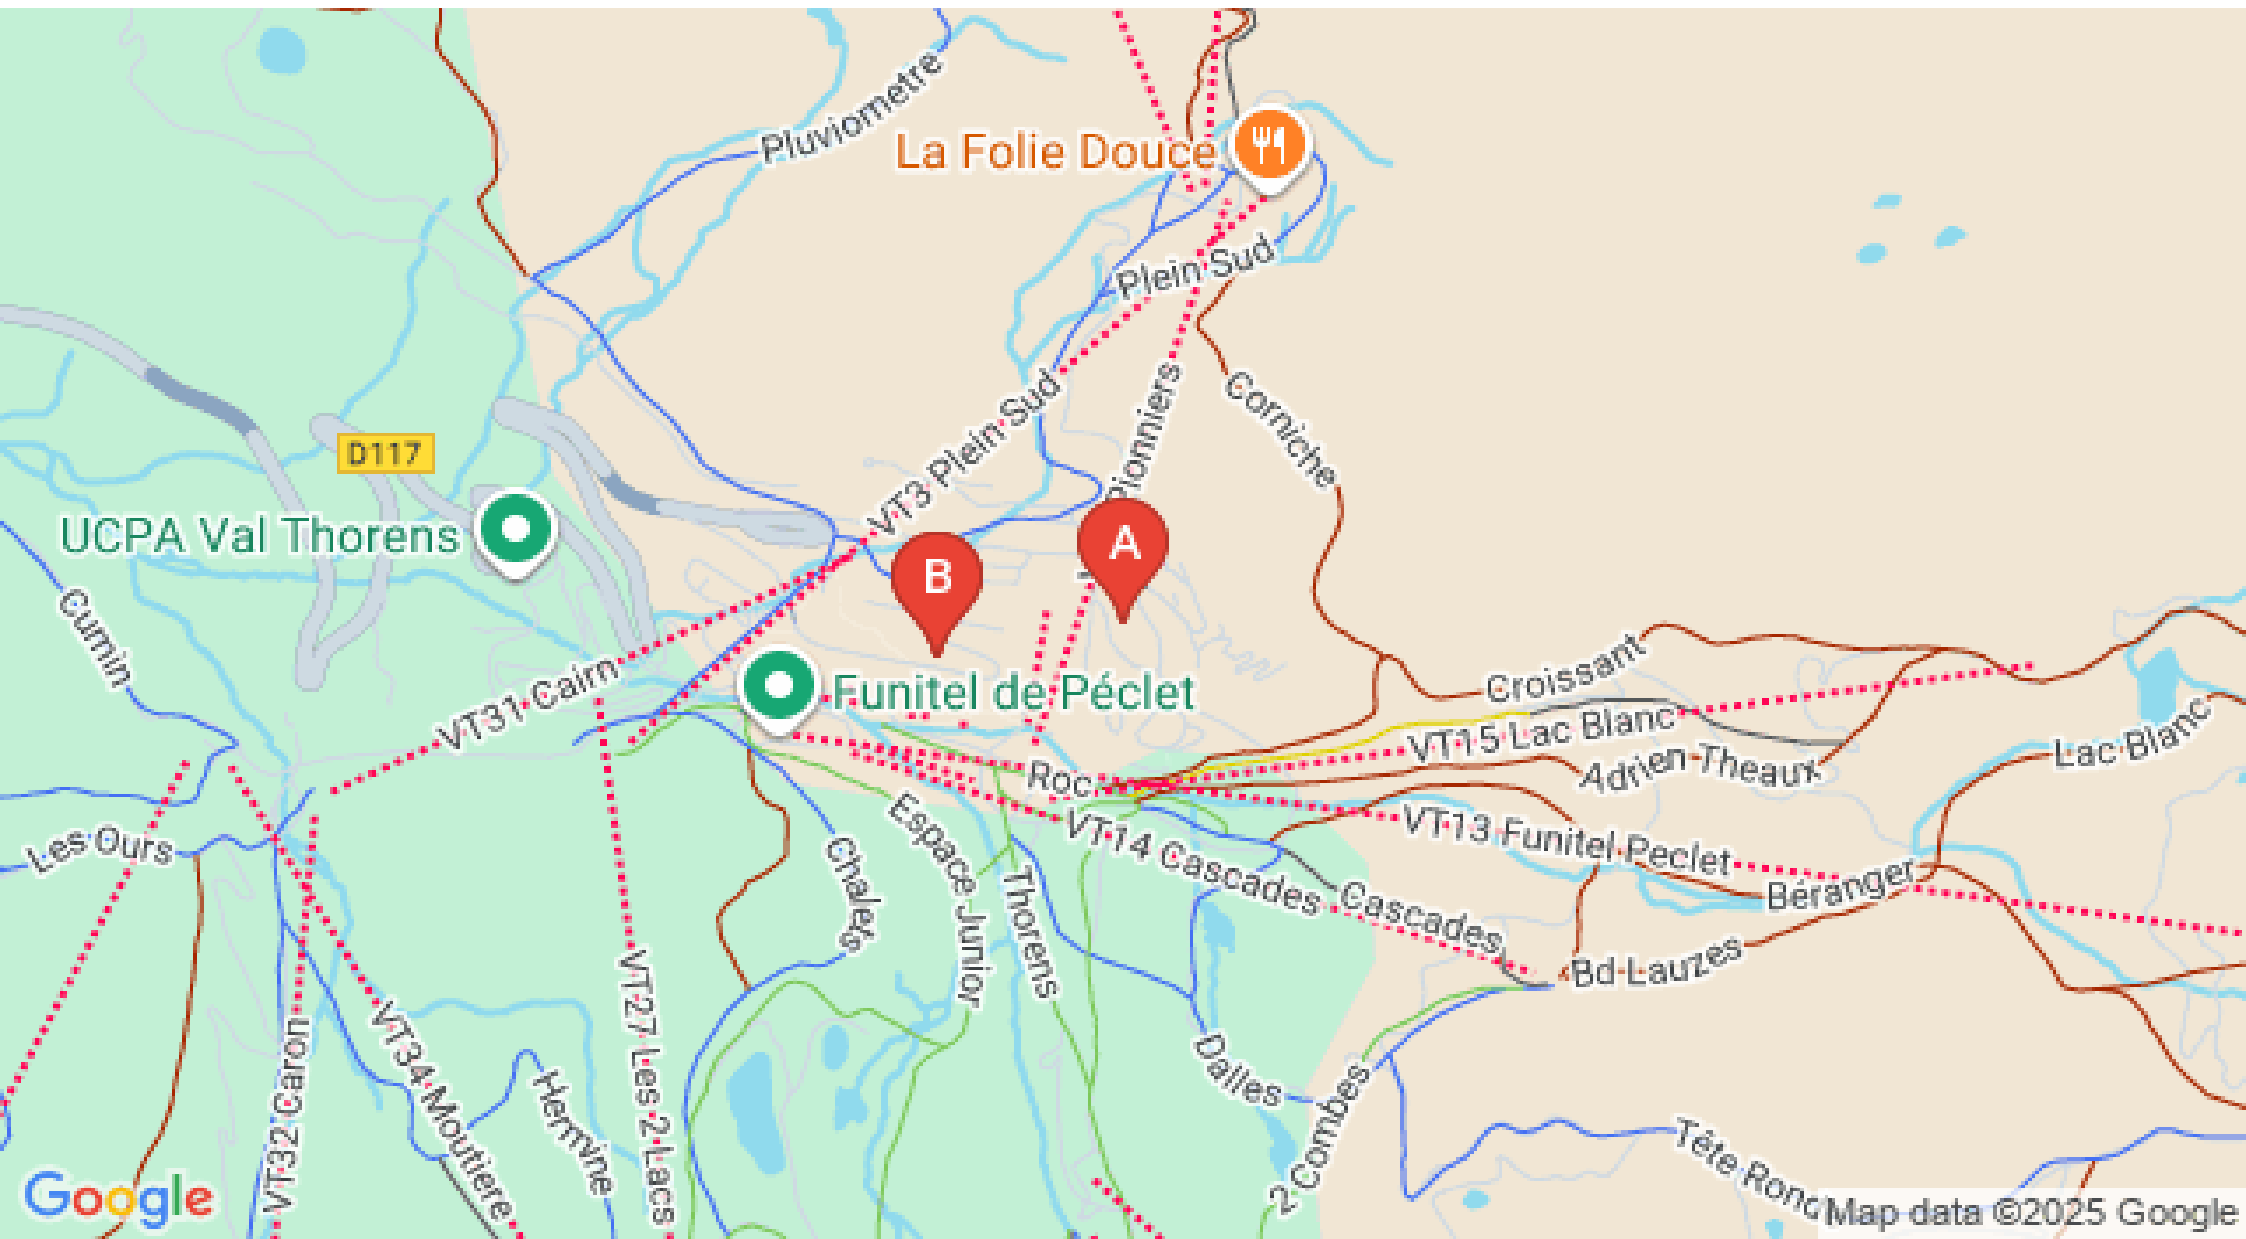 Pluviometre
La Folie Douce
Plein Sud
VT3 Plein Sud
Pionniers
Corniche
D117
UCPA Val Thorens
A
B
Cumin
VT31 Cairn
Funitel de Péclet
Croissant
VT15 Lac Blanc
Adrien Theaux
Lac Blanc
Roc
Les Ours
Espace Junior
VT14 Cascades
VT13 Funitel Peclet
Chalets
Thorens
Cascades
Béranger
Bd Lauzes
VT27 Les 2 Lacs
VT34 Moutiere
VT32 Caron
Hermine
Dalles
2 Combes
Tête Rond
Google
Map data ©2025 Google